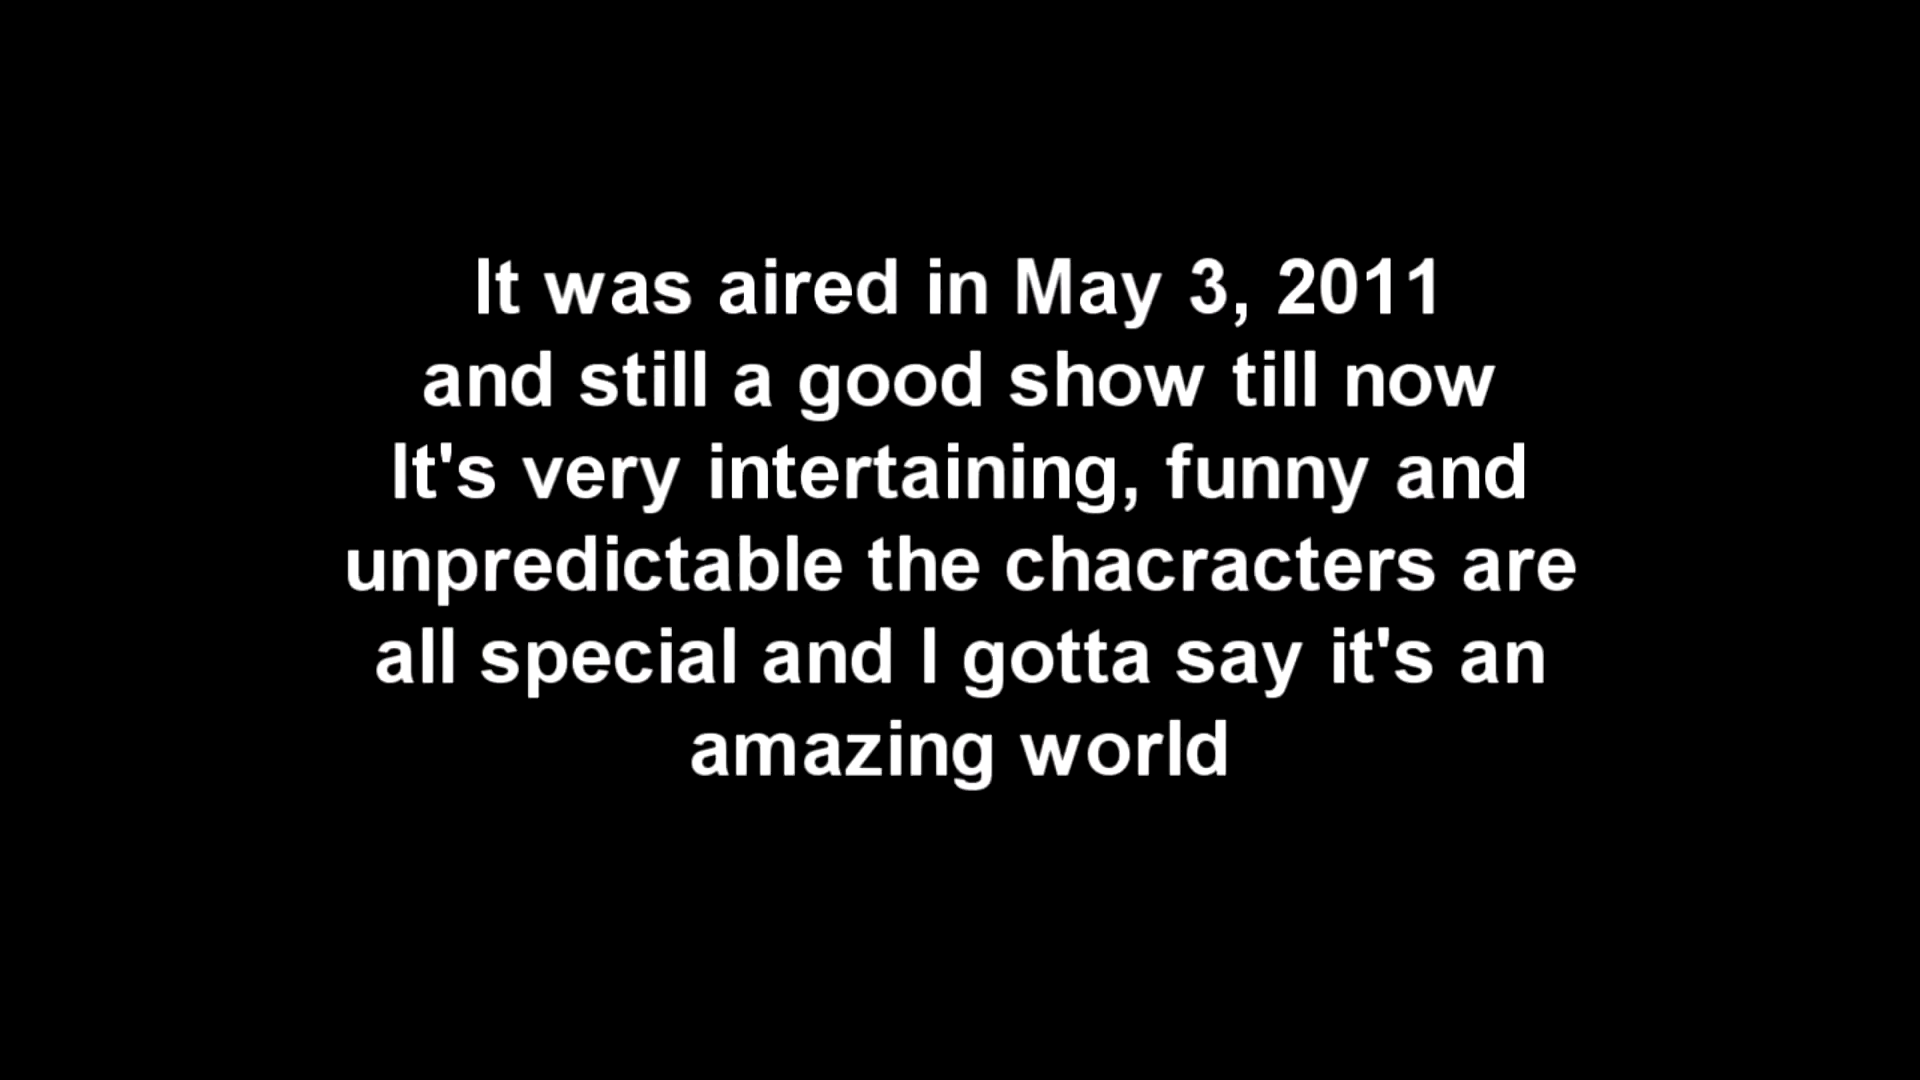 It was aired in May 3, 2011
and still a good show till now
It's very intertaining, funny and
unpredictable the chacracters are
all special and I gotta say it's an
amazing world